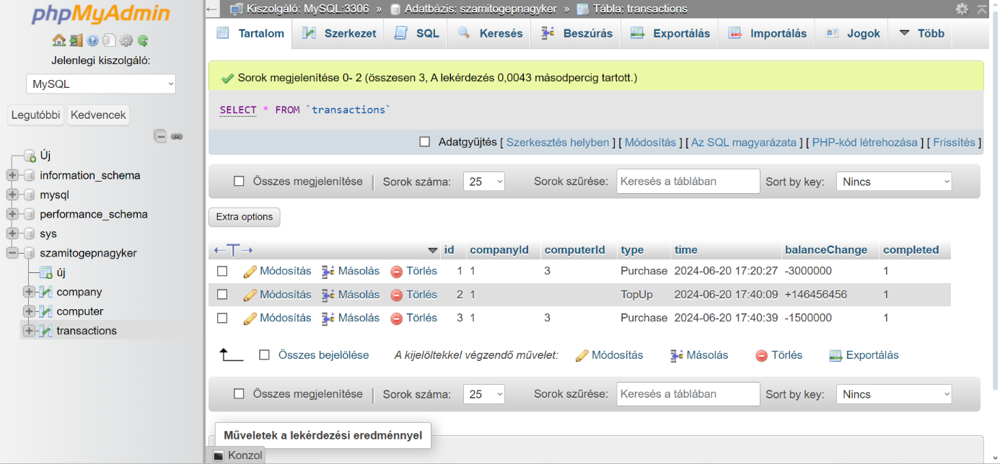 phpMyAdmin
Jelenlegi kiszolgáló:
MySQL
Legutóbbi Kedvencek
Új
information_schema
mysql
performance_schema
sys
szamitogepnagyker
új
company
computer
transactions
Kiszolgáló: MySQL:3306 » Adatbázis: szamitogepnagyker » Tábla: transactions
Tartalom Szerkezet SQL Keresés Beszúrás Exportálás Importálás Jogok Több
Sorok megjelenítése 0- 2 (összesen 3, A lekérdezés 0,0043 másodpercig tartott.)
SELECT * FROM `transactions`
Adatgyűjtés [ Szerkesztés helyben ] [ Módosítás ] [ Az SQL magyarázata ] [ PHP-kód létrehozása ] [ Frissítés ]
Összes megjelenítése Sorok száma: 25 Sorok szűrése: Keresés a táblában Sort by key: Nincs
Extra options
id companyId computerId type time balanceChange completed
Módosítás Másolás Törlés 1 1 3 Purchase 2024-06-20 17:20:27 -3000000 1
Módosítás Másolás Törlés 2 1 TopUp 2024-06-20 17:40:09 +146456456 1
Módosítás Másolás Törlés 3 1 3 Purchase 2024-06-20 17:40:39 -1500000 1
Összes bejelölése A kijelöltekkel végzendő művelet: Módosítás Másolás Törlés Exportálás
Összes megjelenítése Sorok száma: 25 Sorok szűrése: Keresés a táblában Sort by key: Nincs
Műveletek a lekérdezési eredménnyel
Konzol